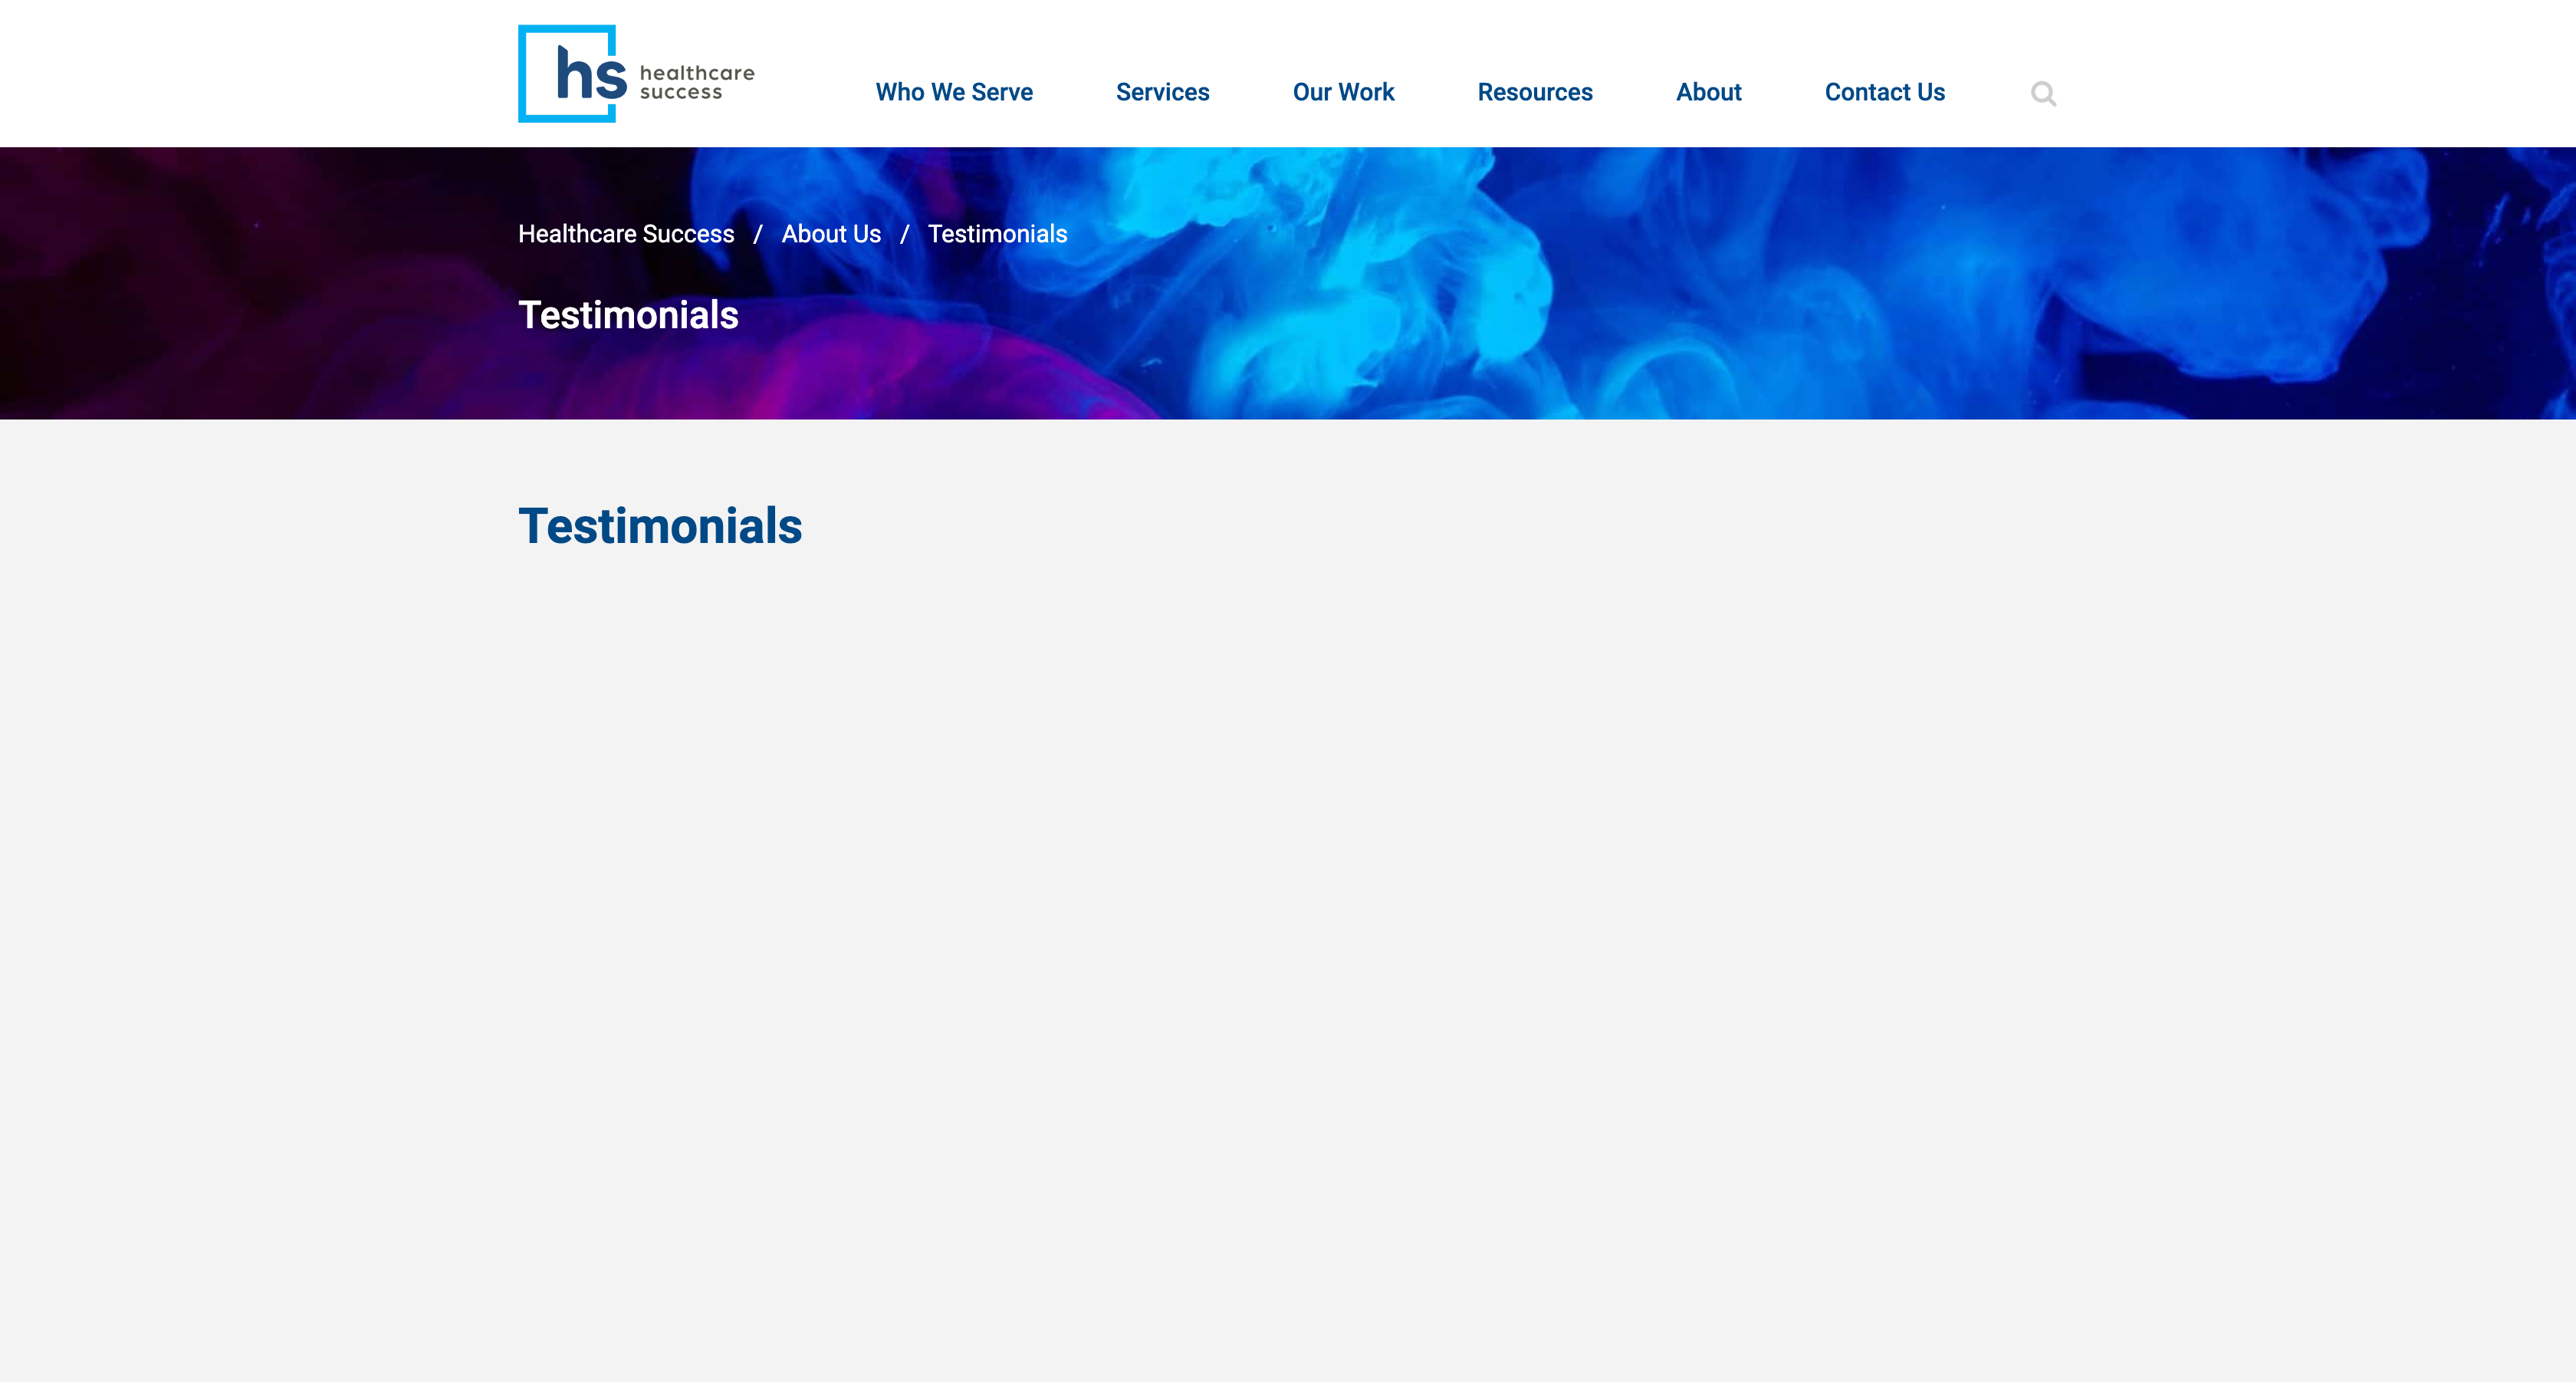 hs healthcare
success
Who We Serve Services Our Work Resources About Contact Us
Healthcare Success / About Us / Testimonials
Testimonials
Testimonials